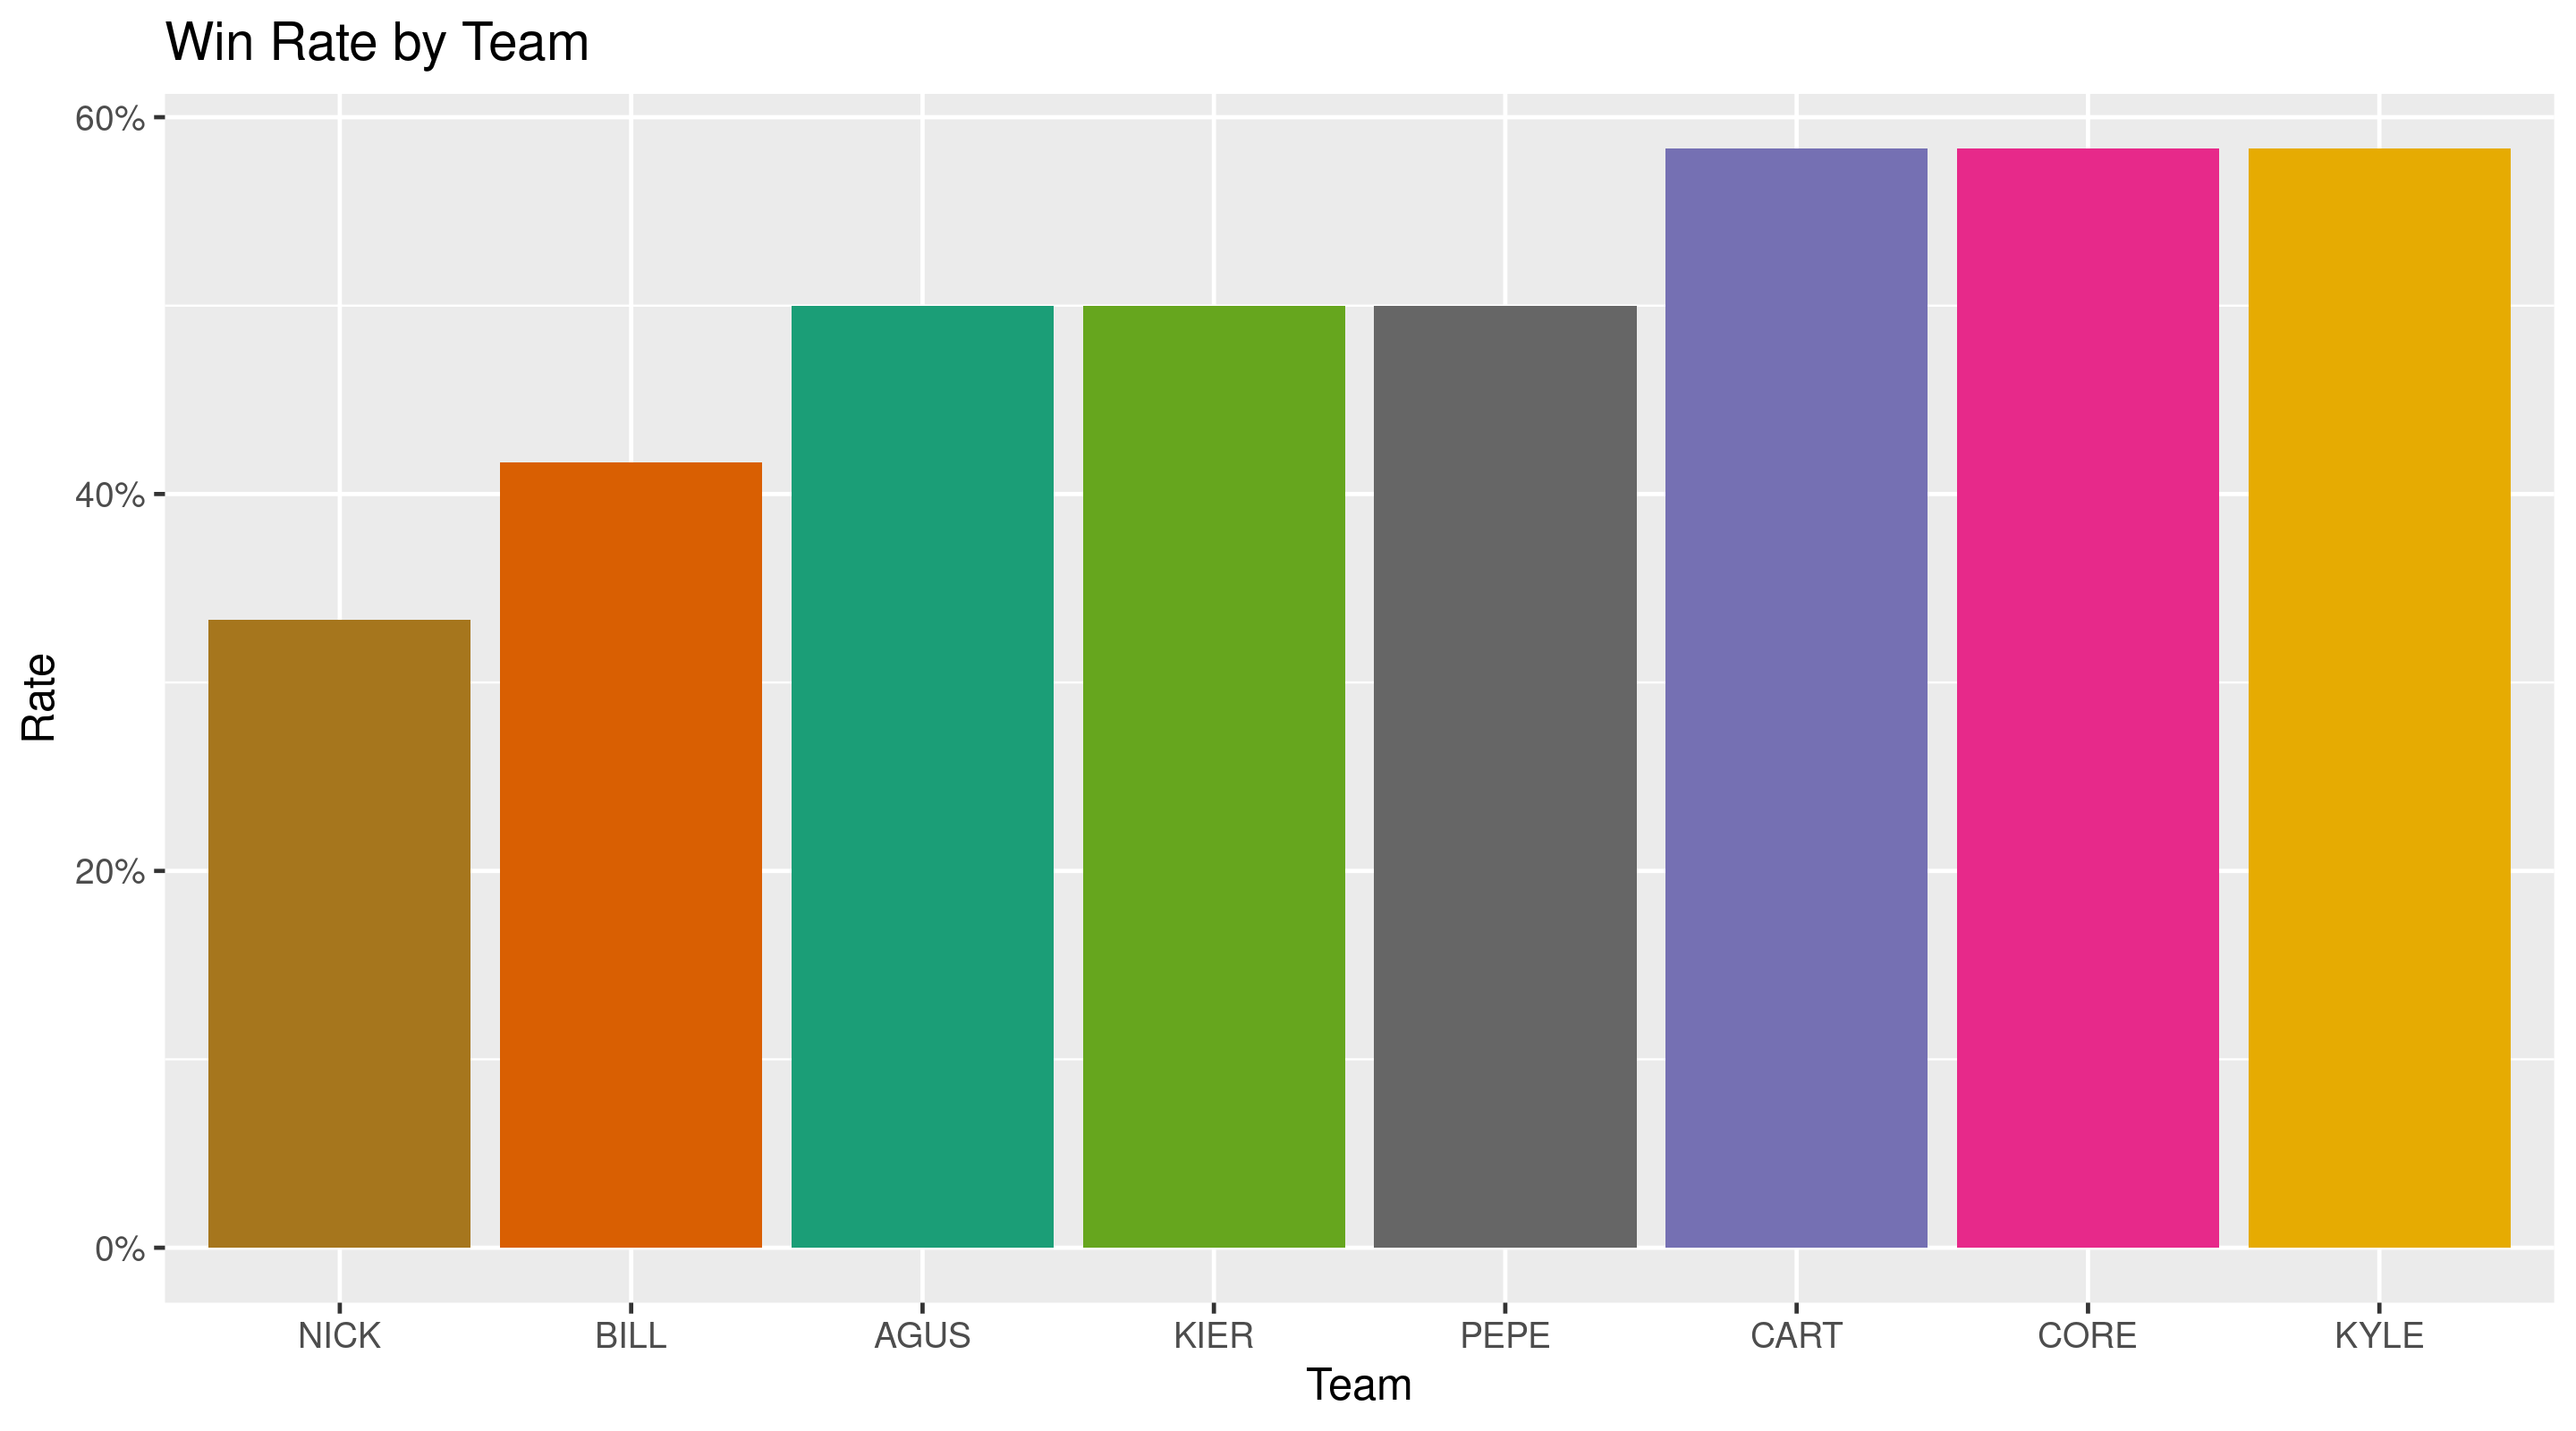 Win Rate by Team
60%
40%
20%
0%
Rate
NICK BILL AGUS KIER PEPE CART CORE KYLE
Team